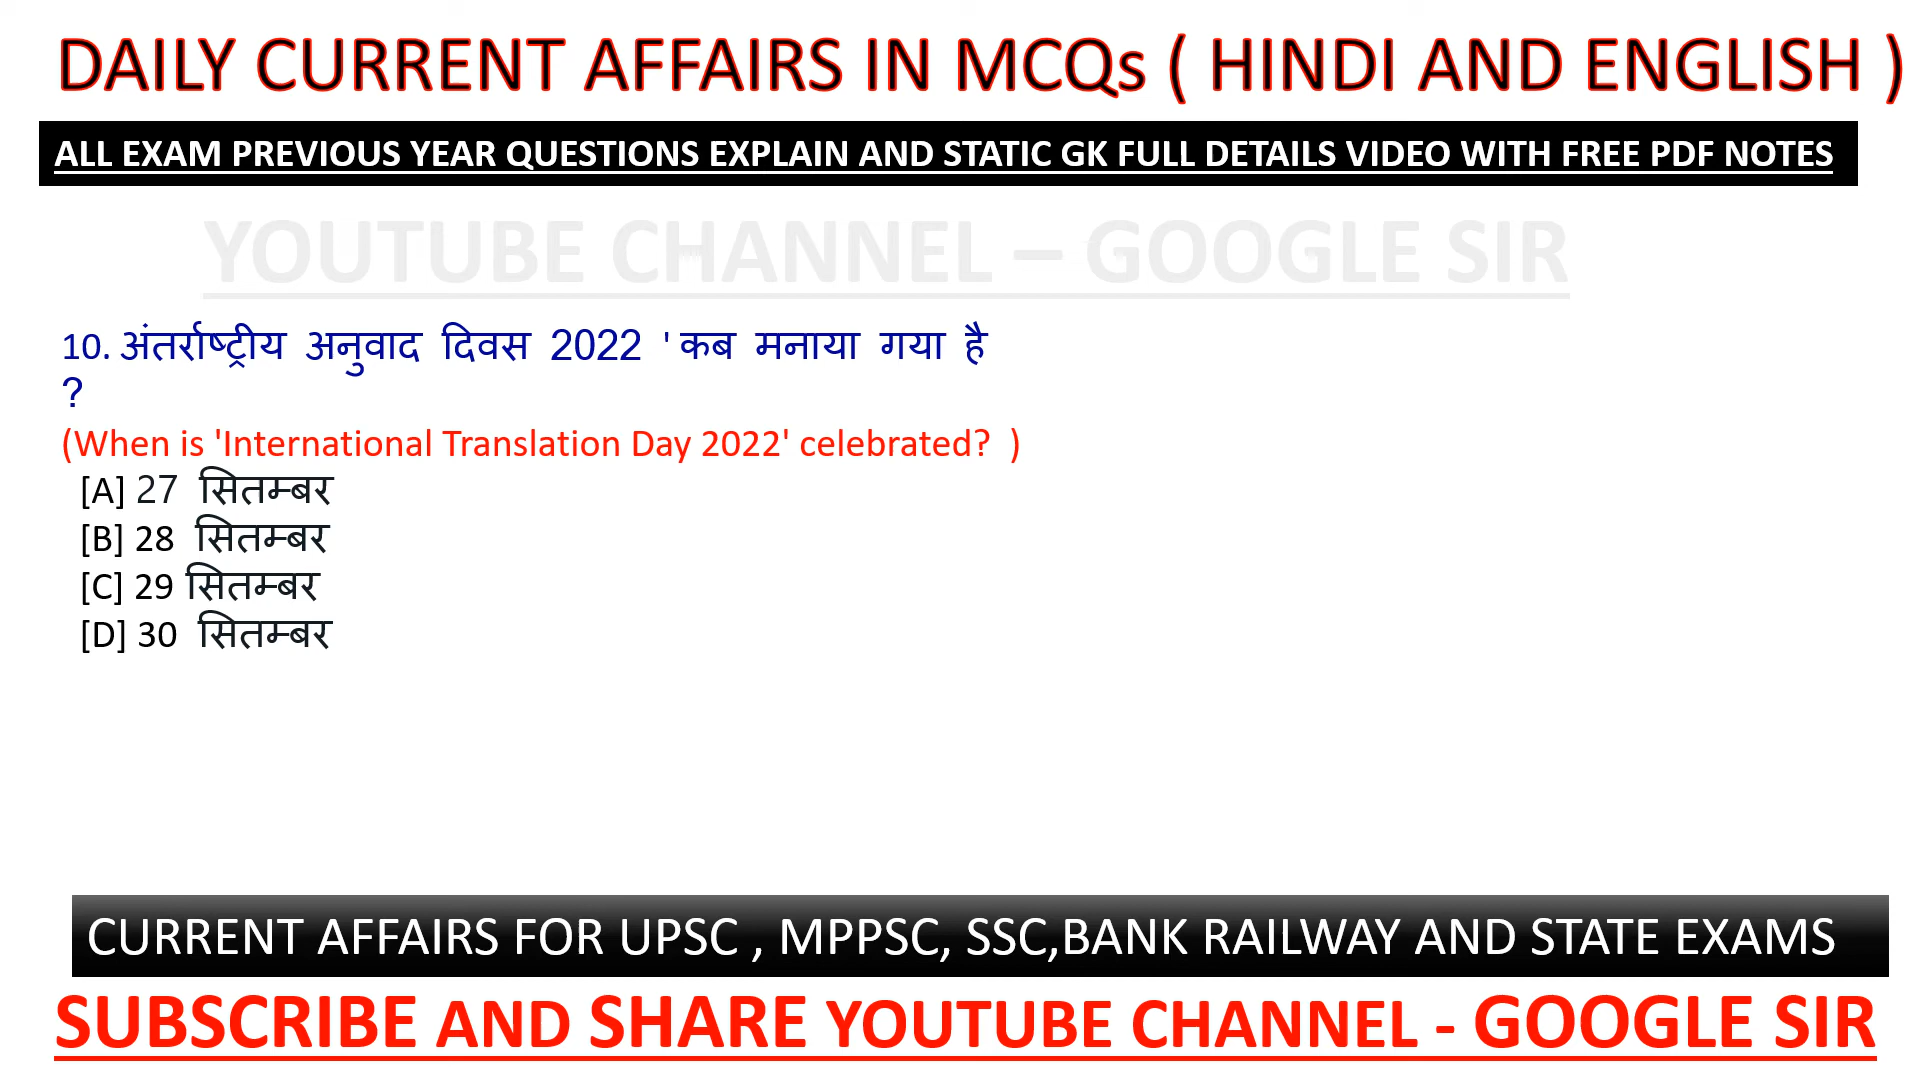 DAILY CURRENT AFFAIRS IN MCQs ( HINDI AND ENGLISH )
ALL EXAM PREVIOUS YEAR QUESTIONS EXPLAIN AND STATIC GK FULL DETAILS VIDEO WITH FREE PDF NOTES
YOUTUBE CHANNEL – GOOGLE SIR
10. अंतर्राष्ट्रीय अनुवाद दिवस 2022 ' कब मनाया गया है
?
(When is 'International Translation Day 2022' celebrated? )
[A] 27 सितम्बर
[B] 28 सितम्बर
[C] 29 सितम्बर
[D] 30 सितम्बर
CURRENT AFFAIRS FOR UPSC , MPPSC, SSC,BANK RAILWAY AND STATE EXAMS
SUBSCRIBE AND SHARE YOUTUBE CHANNEL - GOOGLE SIR